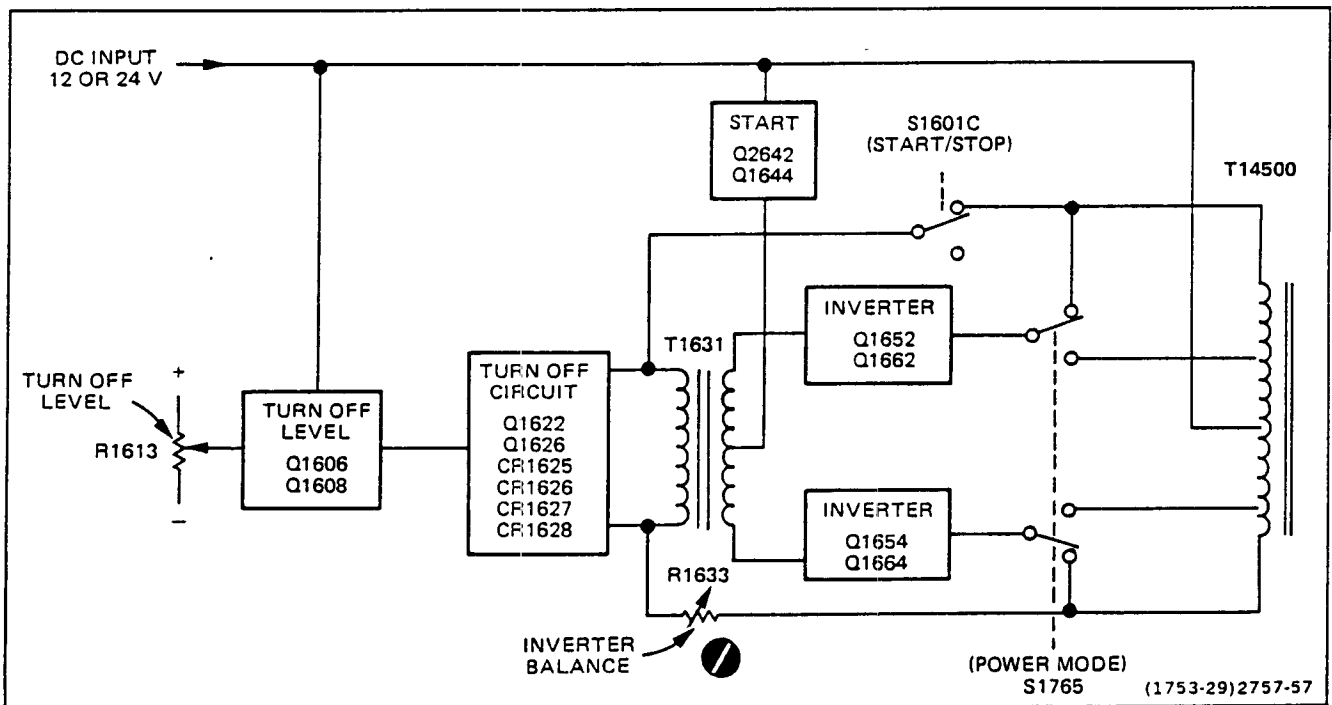 DC INPUT
12 OR 24 V
START
Q2642
Q1644
S1601C
(START/STOP)
T14500
INVERTER
Q1652
Q1662
T1631
TURN OFF
CIRCUIT
Q1622
Q1626
CR1625
CR1626
CR1627
CR1628
TURN OFF
LEVEL
+
R1613
−
TURN OFF
LEVEL
Q1606
Q1608
INVERTER
Q1654
Q1664
R1633
INVERTER
BALANCE
(POWER MODE)
S1765
(1753-29)2757-57